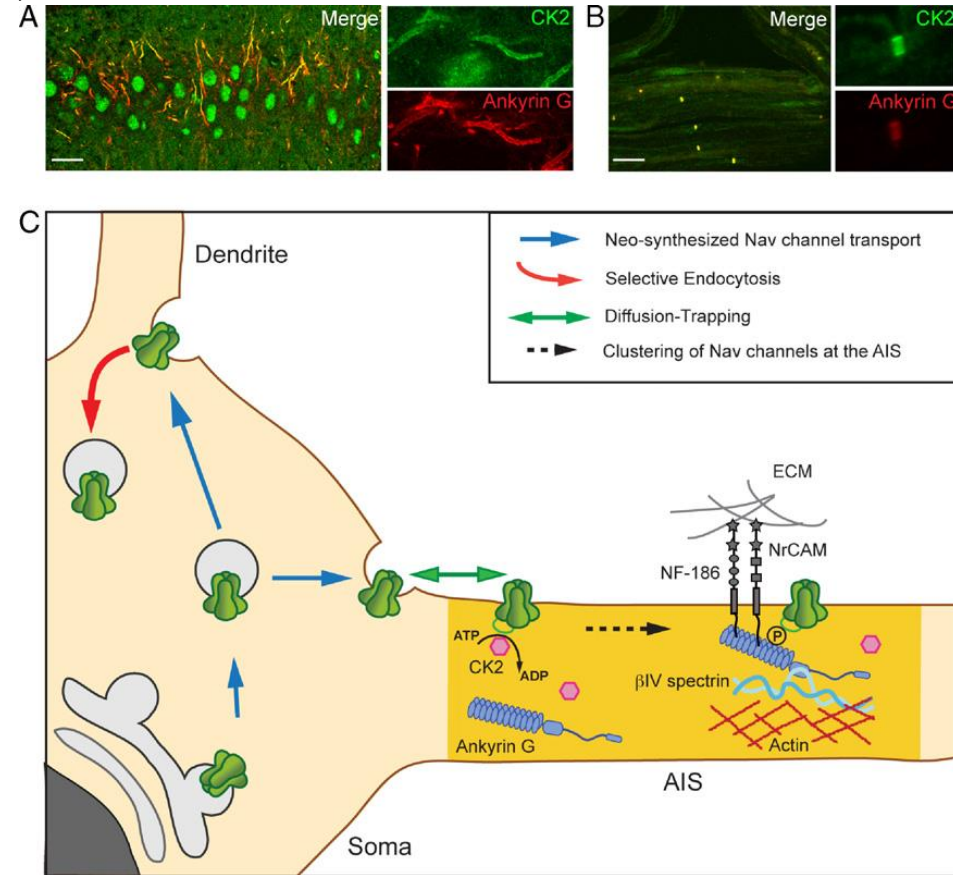 A
Merge
CK2
Ankyrin G
B
Merge
CK2
Ankyrin G
C
Dendrite
Neo-synthesized Nav channel transport
Selective Endocytosis
Diffusion-Trapping
Clustering of Nav channels at the AIS
ECM
NrCAM
NF-186
ATP
CK2
ADP
P
βIV spectrin
Ankyrin G
Actin
AIS
Soma